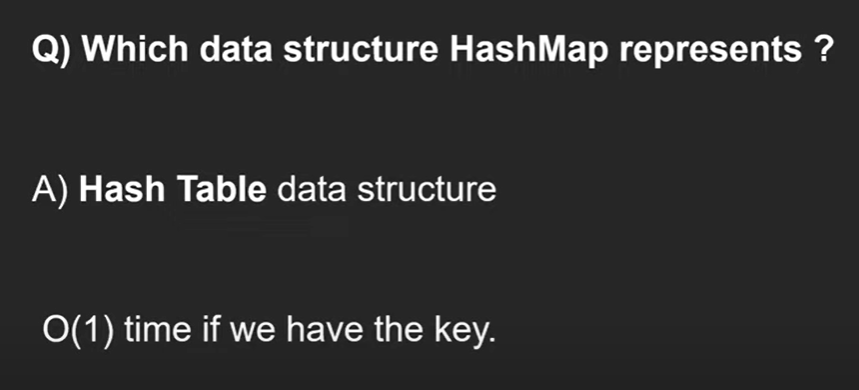 Q) Which data structure HashMap represents ?
A) Hash Table data structure
O(1) time if we have the key.